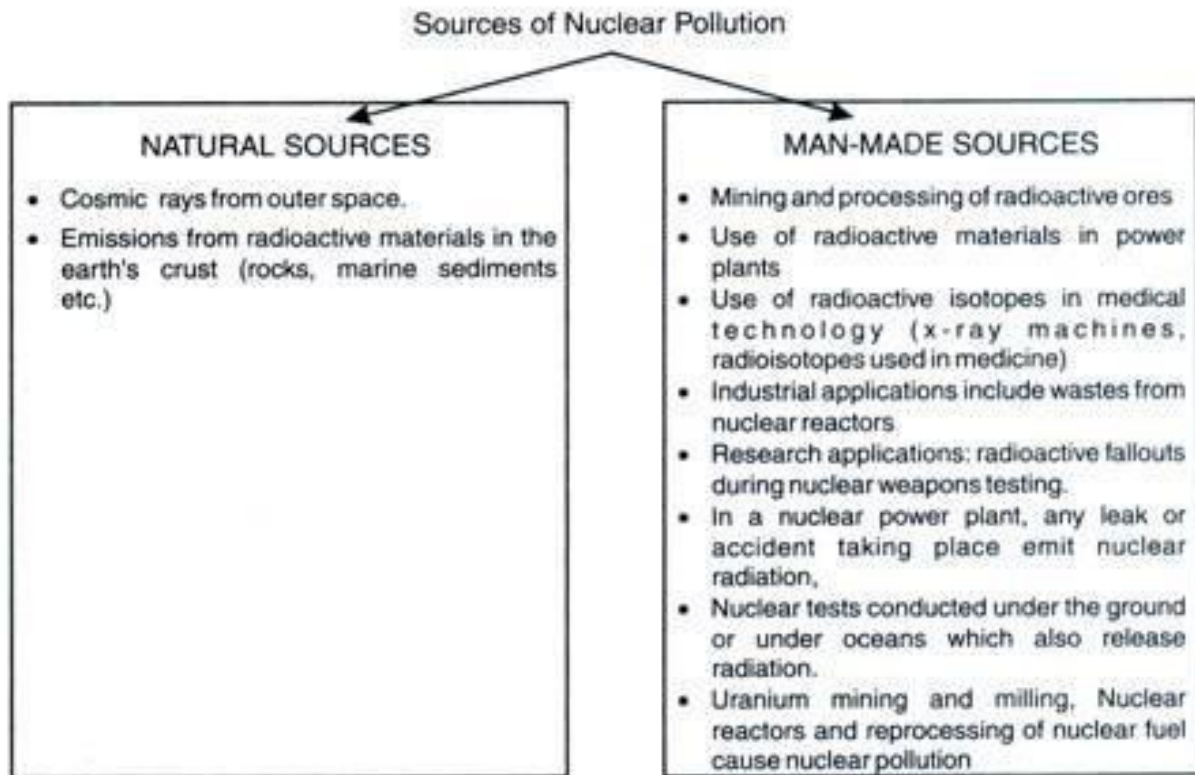 Sources of Nuclear Pollution
NATURAL SOURCES
• Cosmic rays from outer space.
• Emissions from radioactive materials in the
earth's crust (rocks, marine sediments
etc.)
MAN-MADE SOURCES
• Mining and processing of radioactive ores
• Use of radioactive materials in power
plants
• Use of radioactive isotopes in medical
technology (x-ray machines,
radioisotopes used in medicine)
• Industrial applications include wastes from
nuclear reactors
• Research applications; radioactive fallouts
during nuclear weapons testing.
• In a nuclear power plant, any leak or
accident taking place emit nuclear
radiation,
• Nuclear tests conducted under the ground
or under oceans which also release
radiation.
• Uranium mining and milling, Nuclear
reactors and reprocessing of nuclear fuel
cause nuclear pollution